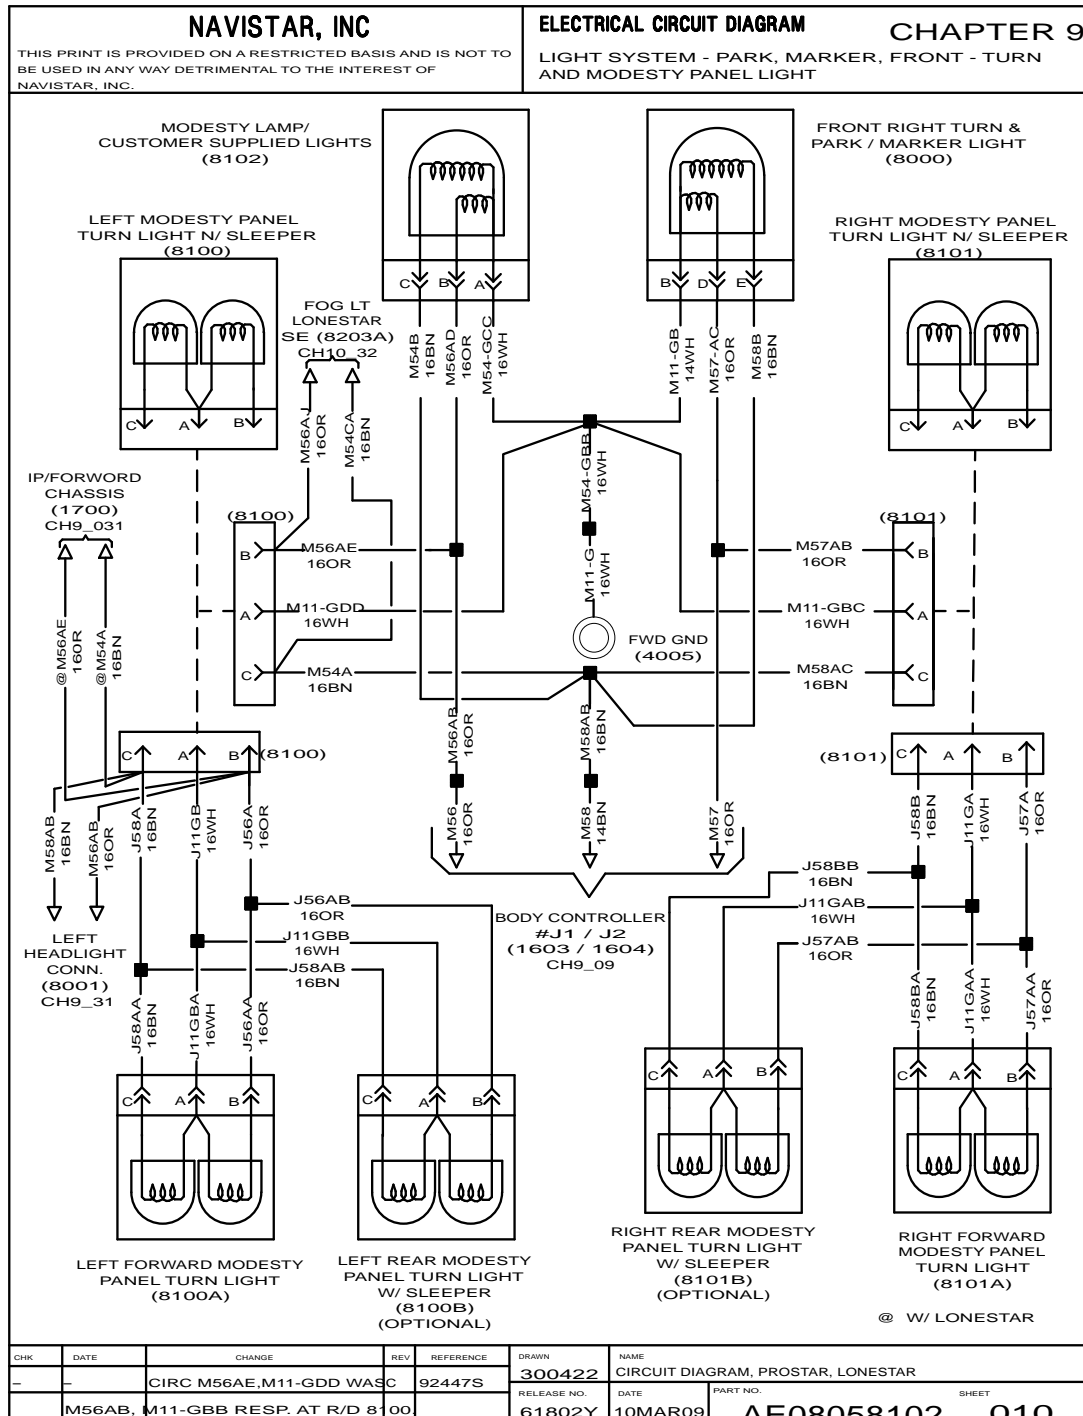 NAVISTAR, INC
THIS PRINT IS PROVIDED ON A RESTRICTED BASIS AND IS NOT TO
BE USED IN ANY WAY DETRIMENTAL TO THE INTEREST OF
NAVISTAR, INC.
ELECTRICAL CIRCUIT DIAGRAM
CHAPTER 9
LIGHT SYSTEM - PARK, MARKER, FRONT - TURN
AND MODESTY PANEL LIGHT
MODESTY LAMP/
CUSTOMER SUPPLIED LIGHTS
(8102)
FRONT RIGHT TURN &
PARK / MARKER LIGHT
(8000)
LEFT MODESTY PANEL
TURN LIGHT N/ SLEEPER
(8100)
RIGHT MODESTY PANEL
TURN LIGHT N/ SLEEPER
(8101)
C B A
B D E
FOG LT
LONESTAR
SE (8203A)
CH10_32
M54B
16BN
M56AD
16OR
M54-GCC
16WH
M11-GB
14WH
M57-AC
16OR
M58B
16BN
C A B
C A B
M56AJ
16OR
M54CA
16BN
M54-GBB
16WH
IP/FORWORD
CHASSIS
(1700)
CH9_031
(8100)
(8101)
B
M56AE
16OR
M11-G
16WH
M57AB
16OR
B
A
M11-GDD
16WH
M11-GBC
16WH
A
FWD GND
(4005)
@M56AE
16OR
@M54A
16BN
C
M54A
16BN
M58AC
16BN
C
M56AB
16OR
M58AB
16BN
C A B (8100)
(8101) C A B
M58AB
16BN
M56AB
16OR
J58A
16BN
J11GB
16WH
J56A
16OR
M56
16OR
M58
14BN
M57
16OR
J58B
16BN
J11GA
16WH
J57A
16OR
J58BB
16BN
J56AB
16OR
J11GAB
16WH
BODY CONTROLLER
#J1 / J2
(1603 / 1604)
CH9_09
LEFT
HEADLIGHT
CONN.
(8001)
CH9_31
J11GBB
16WH
J57AB
16OR
J58AB
16BN
J58AA
16BN
J11GBA
16WH
J56AA
16OR
J58BA
16BN
J11GAA
16WH
J57AA
16OR
C A B
C A B
C A B
C A B
LEFT FORWARD MODESTY
PANEL TURN LIGHT
(8100A)
LEFT REAR MODESTY
PANEL TURN LIGHT
W/ SLEEPER
(8100B)
(OPTIONAL)
RIGHT REAR MODESTY
PANEL TURN LIGHT
W/ SLEEPER
(8101B)
(OPTIONAL)
RIGHT FORWARD
MODESTY PANEL
TURN LIGHT
(8101A)
@ W/ LONESTAR
CHK DATE CHANGE REV REFERENCE
– – CIRC M56AE,M11-GDD WAS C 92447S
M56AB, M11-GBB RESP. AT R/D 8100.
DRAWN
300422
NAME
CIRCUIT DIAGRAM, PROSTAR, LONESTAR
RELEASE NO.
61802Y
DATE
10MAR09
PART NO.
AE08058102
SHEET
010